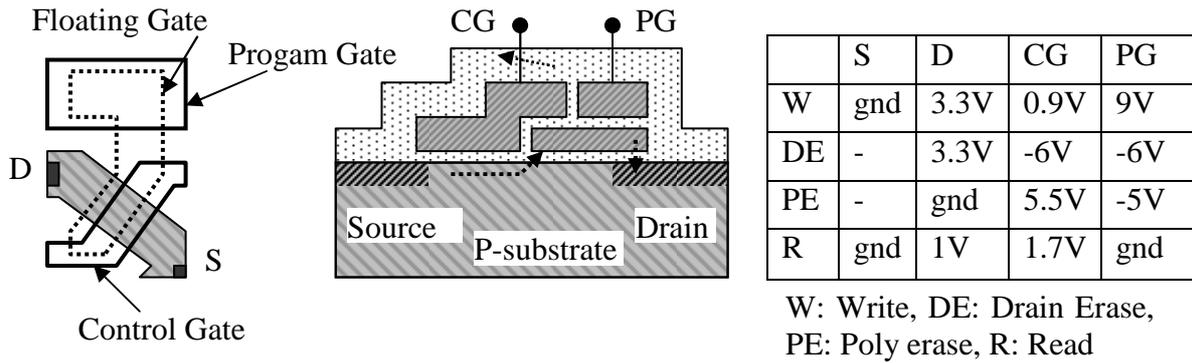 Floating Gate
Progam Gate
D
S
Control Gate
CG
PG
Source
P-substrate
Drain
S D CG PG
W gnd 3.3V 0.9V 9V
DE - 3.3V -6V -6V
PE - gnd 5.5V -5V
R gnd 1V 1.7V gnd
W: Write, DE: Drain Erase,
PE: Poly erase, R: Read